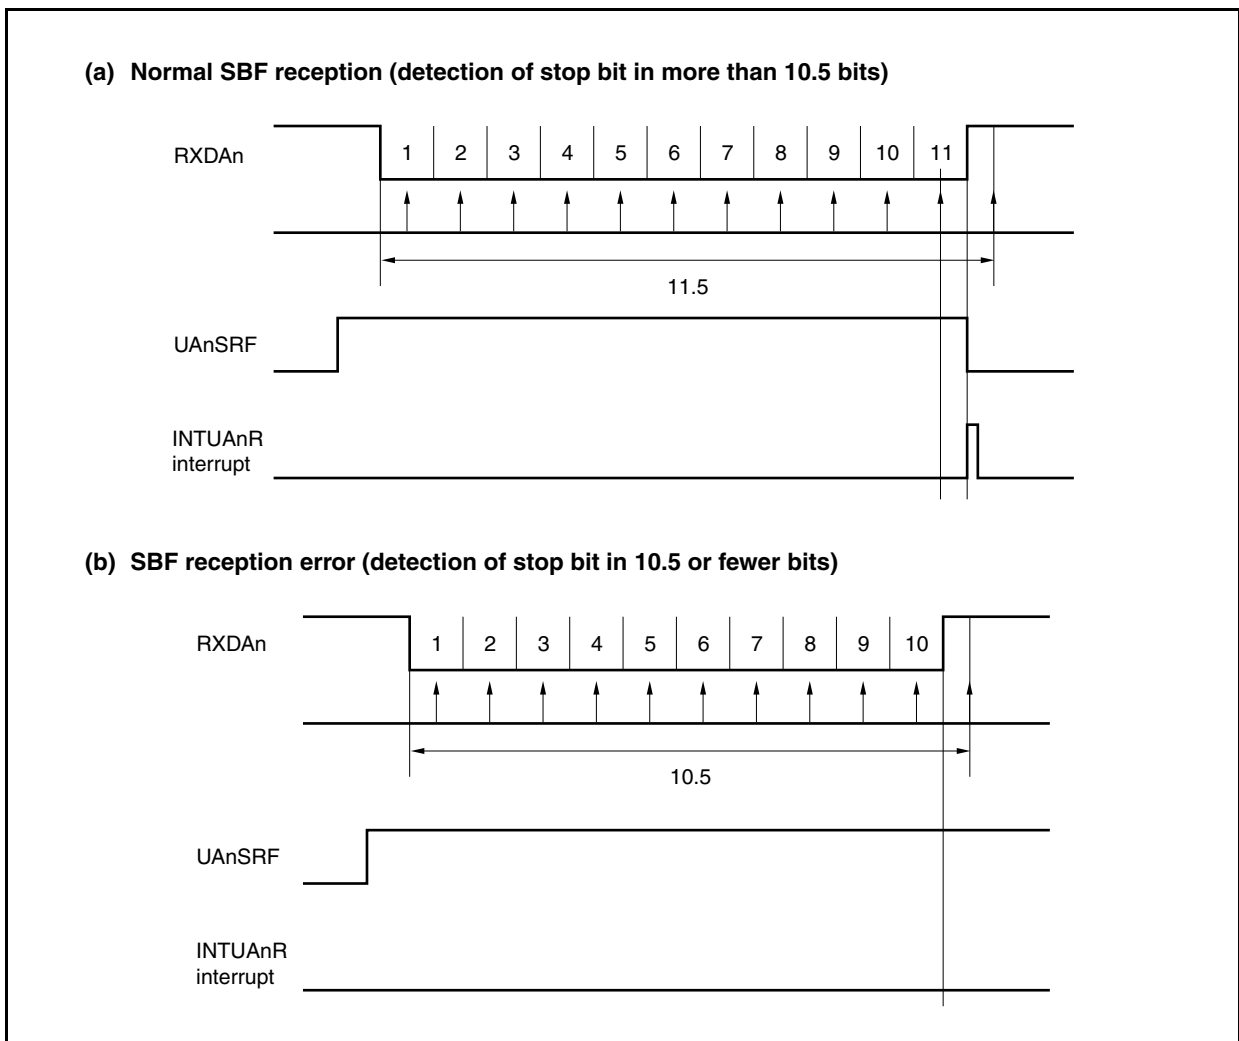 (a) Normal SBF reception (detection of stop bit in more than 10.5 bits)
RXDAn
1 2 3 4 5 6 7 8 9 10 11
11.5
UAnSRF
INTUAnR
interrupt
(b) SBF reception error (detection of stop bit in 10.5 or fewer bits)
RXDAn
1 2 3 4 5 6 7 8 9 10
10.5
UAnSRF
INTUAnR
interrupt